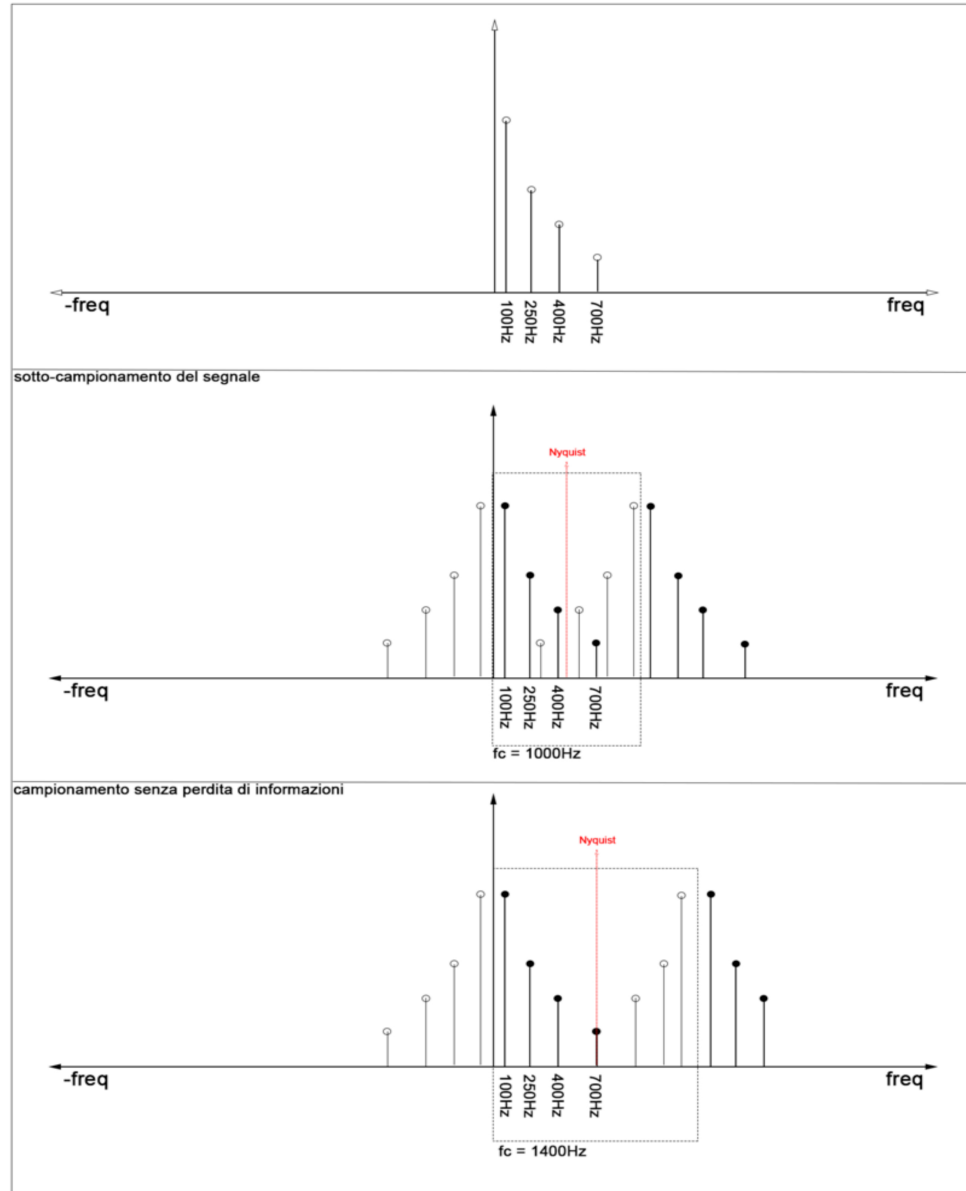 -freq
freq
100Hz
250Hz
400Hz
700Hz
sotto-campionamento del segnale
Nyquist
-freq
freq
100Hz
250Hz
400Hz
700Hz
fc = 1000Hz
campionamento senza perdita di informazioni
Nyquist
-freq
freq
100Hz
250Hz
400Hz
700Hz
fc = 1400Hz